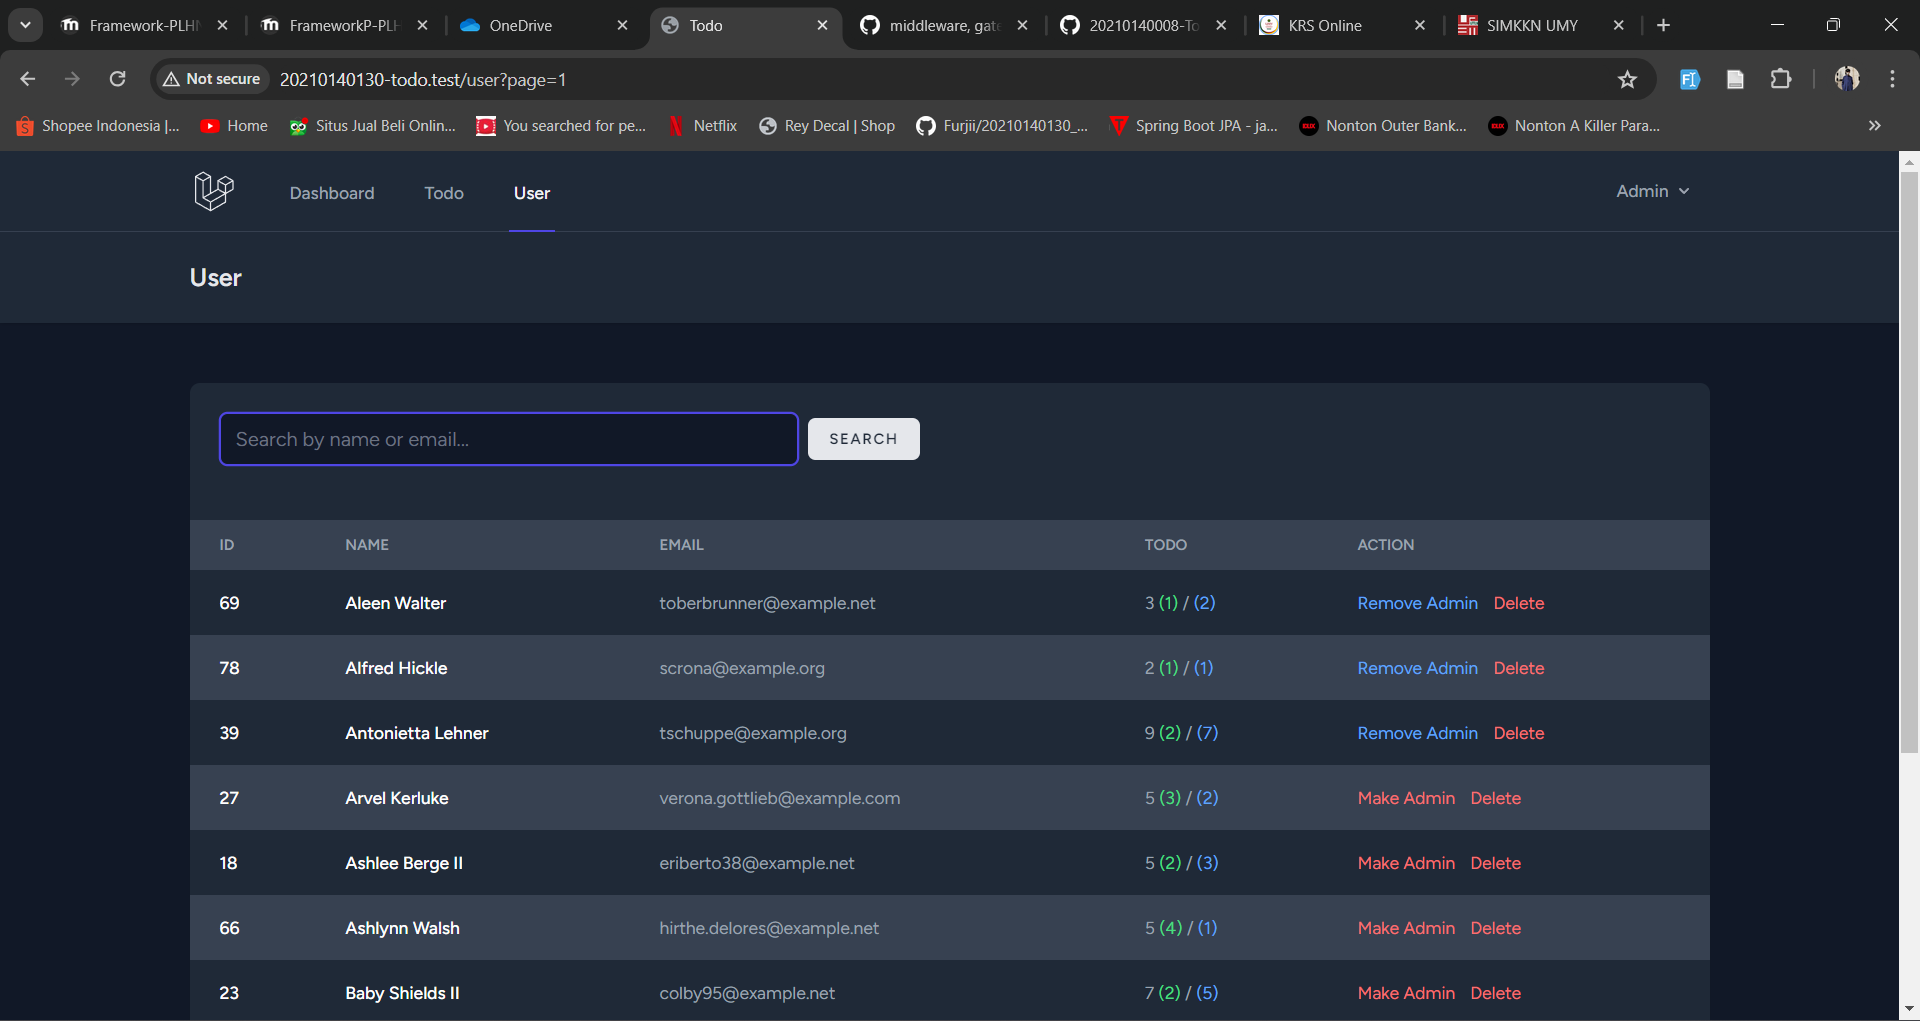 Framework-PLHN
FrameworkP-PLH
OneDrive
Todo
middleware, gate
20210140008-To
KRS Online
SIMKKN UMY
Not secure
20210140130-todo.test/user?page=1
Shopee Indonesia |...
Home
Situs Jual Beli Onlin...
You searched for pe...
Netflix
Rey Decal | Shop
Furjii/20210140130_...
Spring Boot JPA - ja...
Nonton Outer Bank...
Nonton A Killer Para...
Dashboard
Todo
User
Admin
User
Search by name or email...
SEARCH
ID NAME EMAIL TODO ACTION
69 Aleen Walter toberbrunner@example.net 3 (1) / (2) Remove Admin Delete
78 Alfred Hickle scrona@example.org 2 (1) / (1) Remove Admin Delete
39 Antonietta Lehner tschuppe@example.org 9 (2) / (7) Remove Admin Delete
27 Arvel Kerluke verona.gottlieb@example.com 5 (3) / (2) Make Admin Delete
18 Ashlee Berge II eriberto38@example.net 5 (2) / (3) Make Admin Delete
66 Ashlynn Walsh hirthe.delores@example.net 5 (4) / (1) Make Admin Delete
23 Baby Shields II colby95@example.net 7 (2) / (5) Make Admin Delete